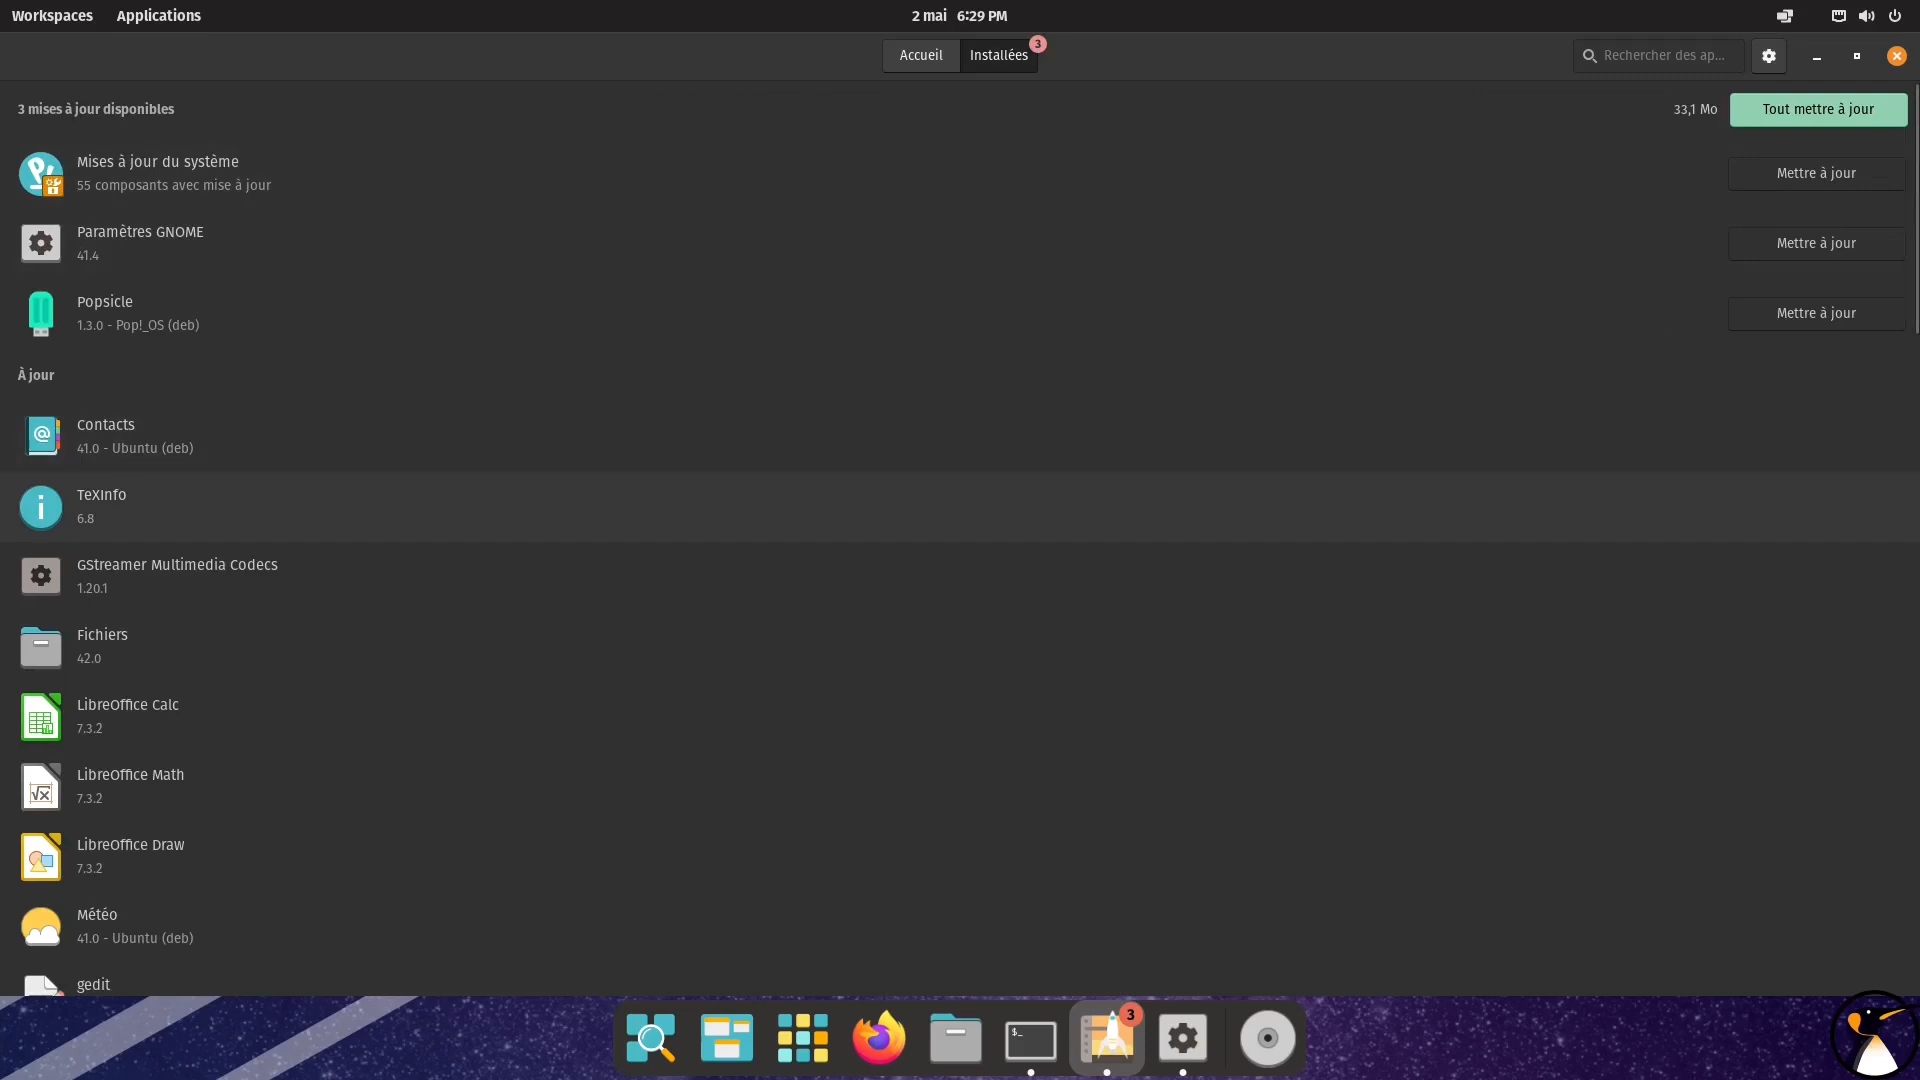 Workspaces Applications 2 mai 6:29 PM
Accueil Installées 3 Rechercher des ap...
3 mises à jour disponibles 33,1 Mo Tout mettre à jour
Mises à jour du système
55 composants avec mise à jour
Mettre à jour
Paramètres GNOME
41.4
Mettre à jour
Popsicle
1.3.0 - Pop!_OS (deb)
Mettre à jour
À jour
Contacts
41.0 - Ubuntu (deb)
TeXInfo
6.8
GStreamer Multimedia Codecs
1.20.1
Fichiers
42.0
LibreOffice Calc
7.3.2
LibreOffice Math
7.3.2
LibreOffice Draw
7.3.2
Météo
41.0 - Ubuntu (deb)
gedit
$_ 3